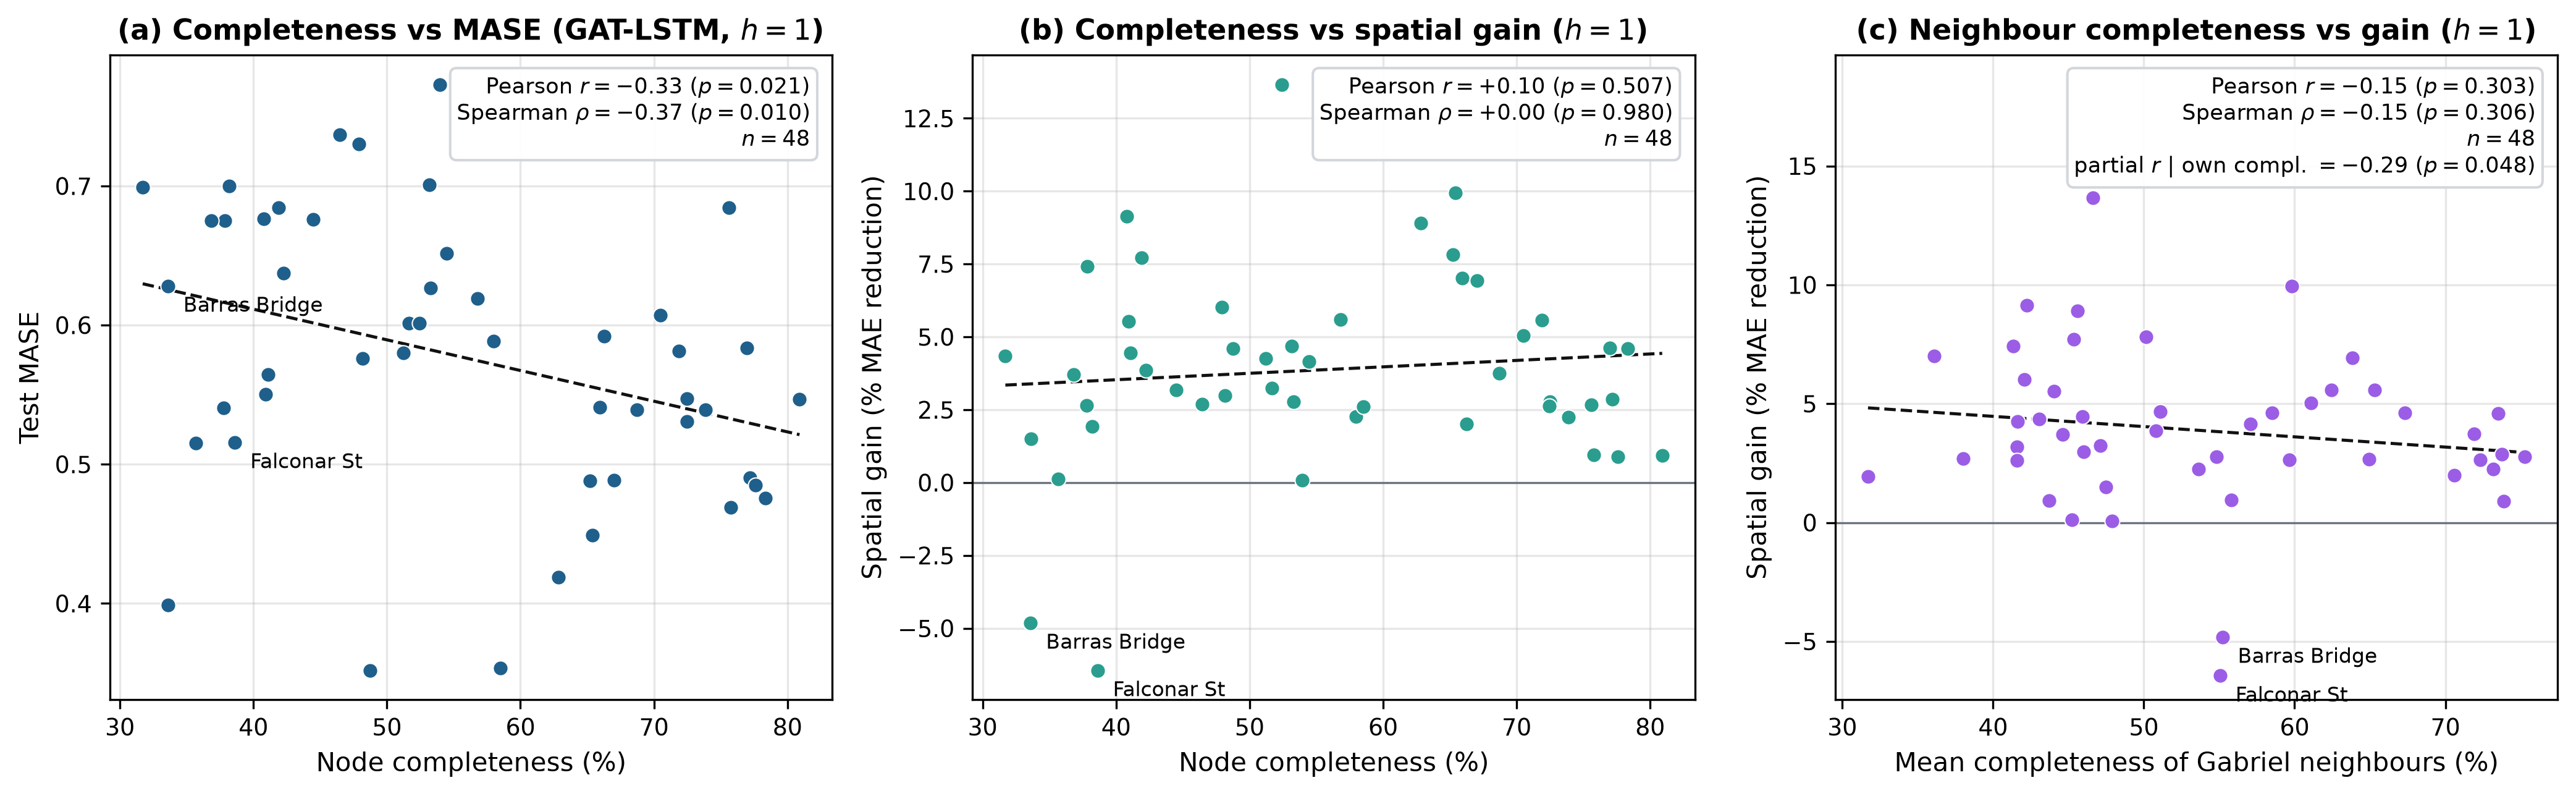 (a) Completeness vs MASE (GAT-LSTM, h = 1)
Pearson r = −0.33 (p = 0.021)
Spearman ρ = −0.37 (p = 0.010)
n = 48
Test MASE
0.7
0.6
0.5
0.4
Barras Bridge
Falconar St
30 40 50 60 70 80
Node completeness (%)
(b) Completeness vs spatial gain (h = 1)
Pearson r = +0.10 (p = 0.507)
Spearman ρ = +0.00 (p = 0.980)
n = 48
Spatial gain (% MAE reduction)
12.5
10.0
7.5
5.0
2.5
0.0
−2.5
−5.0
Barras Bridge
Falconar St
30 40 50 60 70 80
Node completeness (%)
(c) Neighbour completeness vs gain (h = 1)
Pearson r = −0.15 (p = 0.303)
Spearman ρ = −0.15 (p = 0.306)
n = 48
partial r | own compl. = −0.29 (p = 0.048)
Spatial gain (% MAE reduction)
15
10
5
0
−5
Barras Bridge
Falconar St
30 40 50 60 70
Mean completeness of Gabriel neighbours (%)